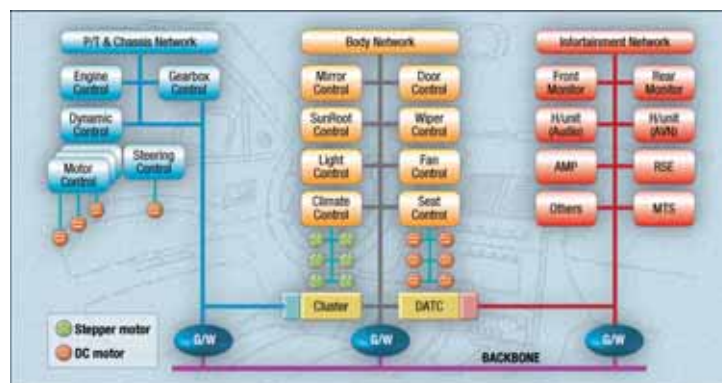 P/T & Chassis Network
Engine
Control
Gearbox
Control
Dynamic
Control
Motor
Control
Steering
Control
Body Network
Mirror
Control
Door
Control
SunRoot
Control
Wiper
Control
Light
Control
Fan
Control
Climate
Control
Seat
Control
Infortainment Network
Front
Monitor
Rear
Monitor
H/unit
(Audio)
H/unit
(AVN)
AMP
RSE
Others
MTS
Cluster
DATC
Stepper motor
DC motor
G/W
G/W
G/W
BACKBONE